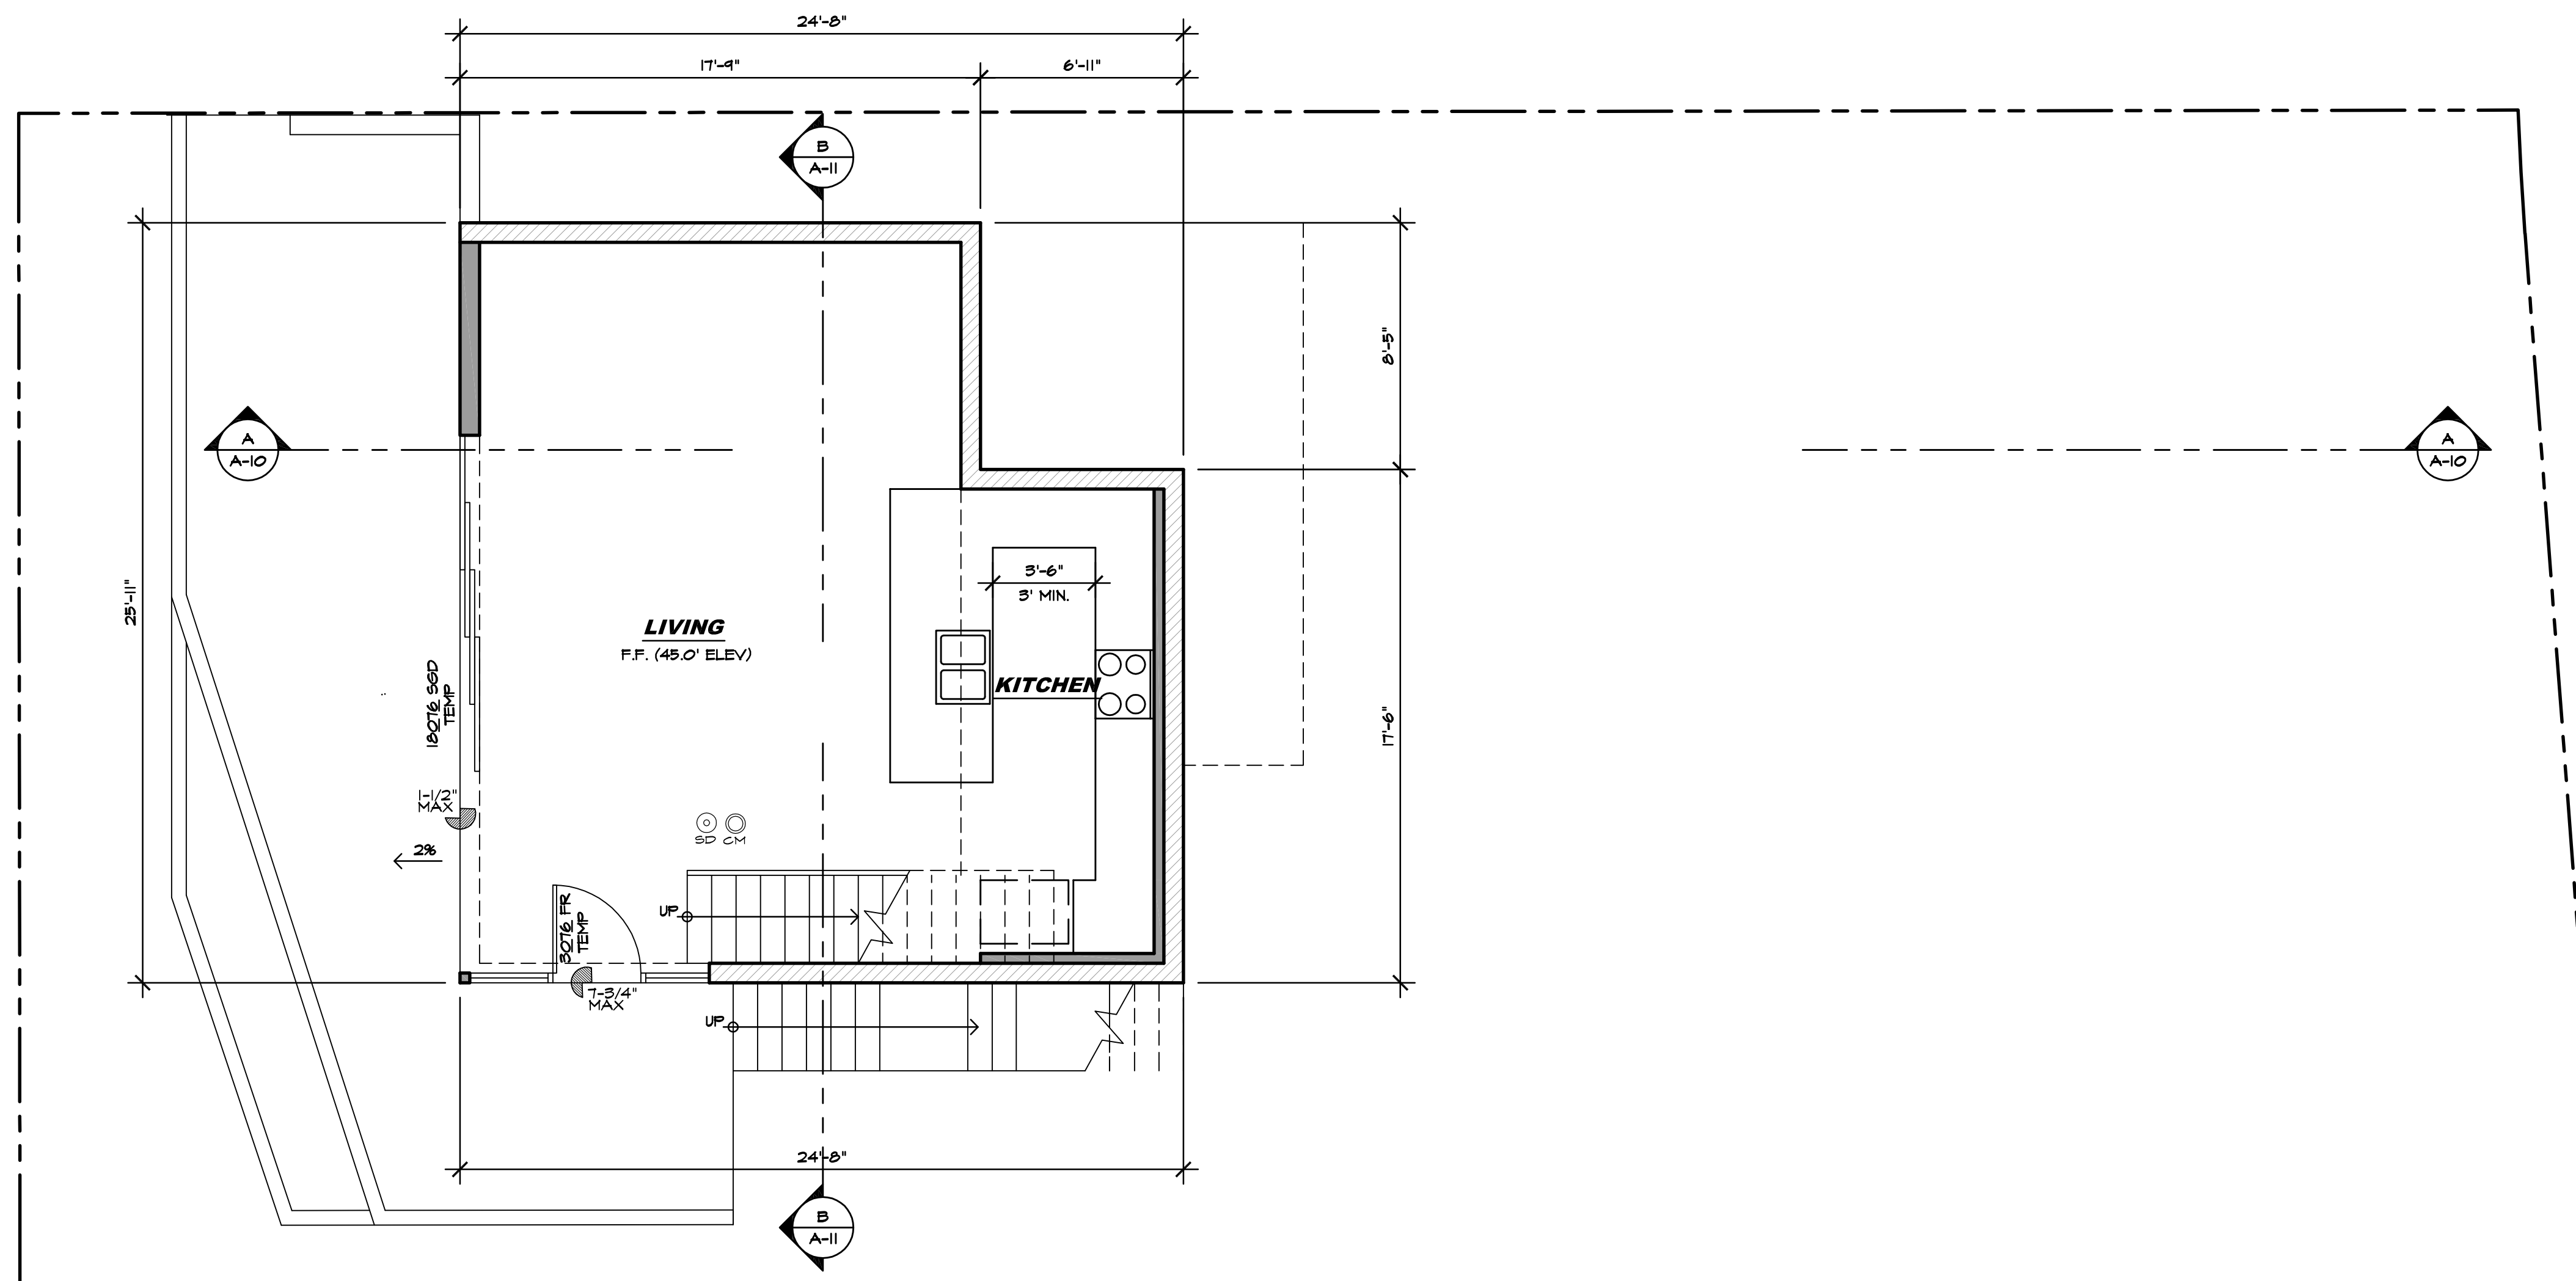 24'-8"
17'-9"
6'-11"
B
A-11
8'-5"
A
A-10
A
A-10
25'-11"
3'-6"
3' MIN.
LIVING
F.F. (45.0' ELEV)
KITCHEN
18076 SGD
TEMP
17'-6"
1-1/2"
MAX
SD CM
2%
UP
3076 FR
TEMP
7-3/4"
MAX
UP
24'-8"
B
A-11